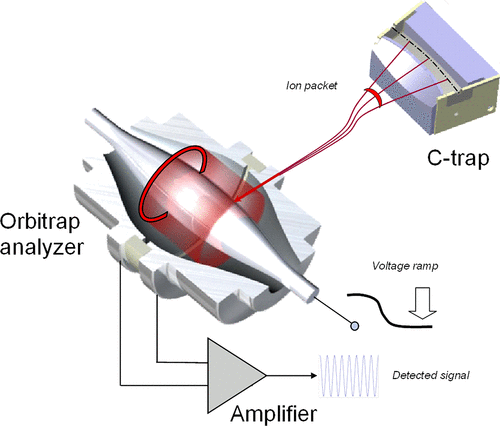 Ion packet
C-trap
Orbitrap
analyzer
Voltage ramp
Detected signal
Amplifier